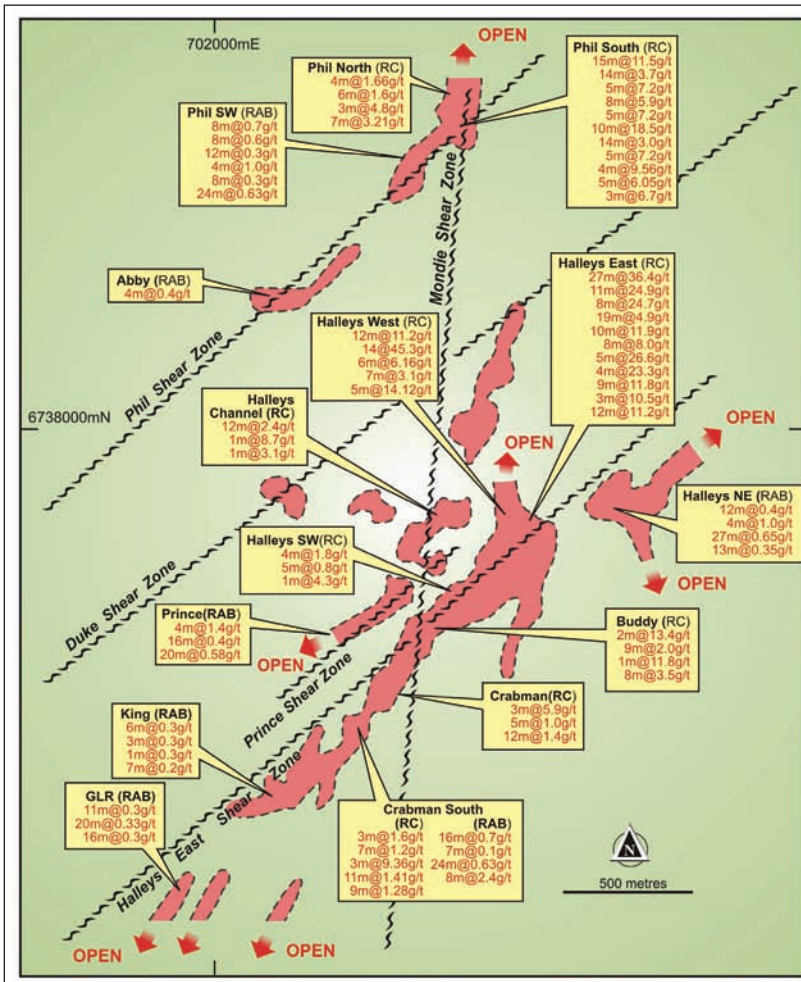 702000mE
OPEN
Phil North (RC)
4m@1.66g/t
6m@1.6g/t
3m@4.8g/t
7m@3.21g/t
Phil South (RC)
15m@11.5g/t
14m@3.7g/t
5m@7.2g/t
8m@5.9g/t
5m@7.2g/t
10m@18.5g/t
14m@3.0g/t
5m@7.2g/t
4m@9.56g/t
5m@6.05g/t
3m@6.7g/t
Phil SW (RAB)
8m@0.7g/t
8m@0.6g/t
12m@0.3g/t
4m@1.0g/t
8m@0.3g/t
24m@0.63g/t
Mondie Shear Zone
Abby (RAB)
4m@0.4g/t
Phil Shear Zone
Halleys East (RC)
27m@36.4g/t
11m@24.9g/t
8m@24.7g/t
19m@4.9g/t
10m@11.9g/t
8m@8.0g/t
5m@26.6g/t
4m@23.3g/t
9m@11.8g/t
3m@10.5g/t
12m@11.2g/t
Halleys West (RC)
12m@11.2g/t
14@45.3g/t
6m@6.16g/t
7m@3.1g/t
5m@14.12g/t
Halleys
Channel (RC)
12m@2.4g/t
1m@8.7g/t
1m@3.1g/t
6738000mN
OPEN
OPEN
Halleys NE (RAB)
12m@0.4g/t
4m@1.0g/t
27m@0.65g/t
13m@0.35g/t
OPEN
Halleys SW(RC)
4m@1.8g/t
5m@0.8g/t
1m@4.3g/t
Duke Shear Zone
Prince(RAB)
4m@1.4g/t
16m@0.4g/t
20m@0.58g/t
OPEN
Prince Shear Zone
Buddy (RC)
2m@13.4g/t
9m@2.0g/t
1m@11.8g/t
8m@3.5g/t
Crabman(RC)
3m@5.9g/t
5m@1.0g/t
12m@1.4g/t
King (RAB)
6m@0.3g/t
3m@0.3g/t
1m@0.3g/t
7m@0.2g/t
GLR (RAB)
11m@0.3g/t
20m@0.33g/t
16m@0.3g/t
Halleys East Shear Zone
Crabman South
(RC) (RAB)
3m@1.6g/t 16m@0.7g/t
7m@1.2g/t 7m@0.1g/t
3m@9.36g/t 24m@0.63g/t
11m@1.41g/t 8m@2.4g/t
9m@1.28g/t
N
500 metres
OPEN
OPEN